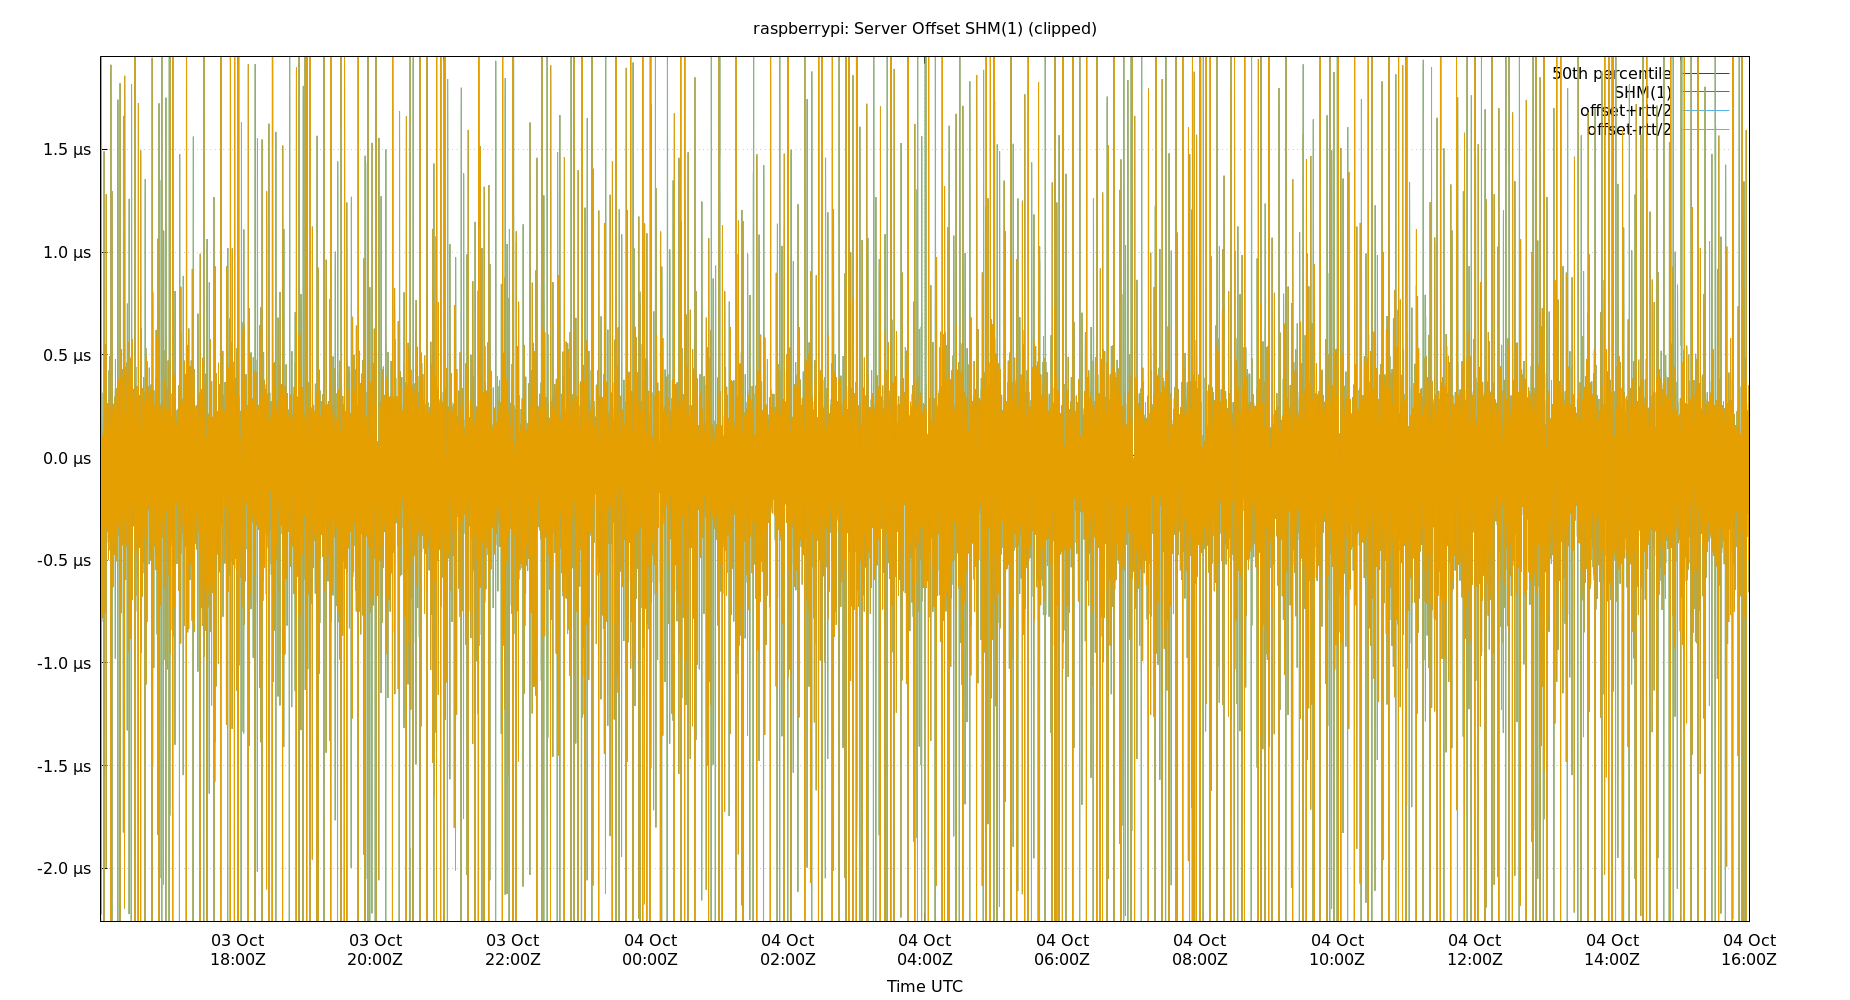 raspberrypi: Server Offset SHM(1) (clipped)
50th percentile
SHM(1)
offset+rtt/2
offset-rtt/2
1.5 µs
1.0 µs
0.5 µs
0.0 µs
-0.5 µs
-1.0 µs
-1.5 µs
-2.0 µs
03 Oct 03 Oct 03 Oct 04 Oct 04 Oct 04 Oct 04 Oct 04 Oct 04 Oct 04 Oct 04 Oct 04 Oct
18:00Z 20:00Z 22:00Z 00:00Z 02:00Z 04:00Z 06:00Z 08:00Z 10:00Z 12:00Z 14:00Z 16:00Z
Time UTC